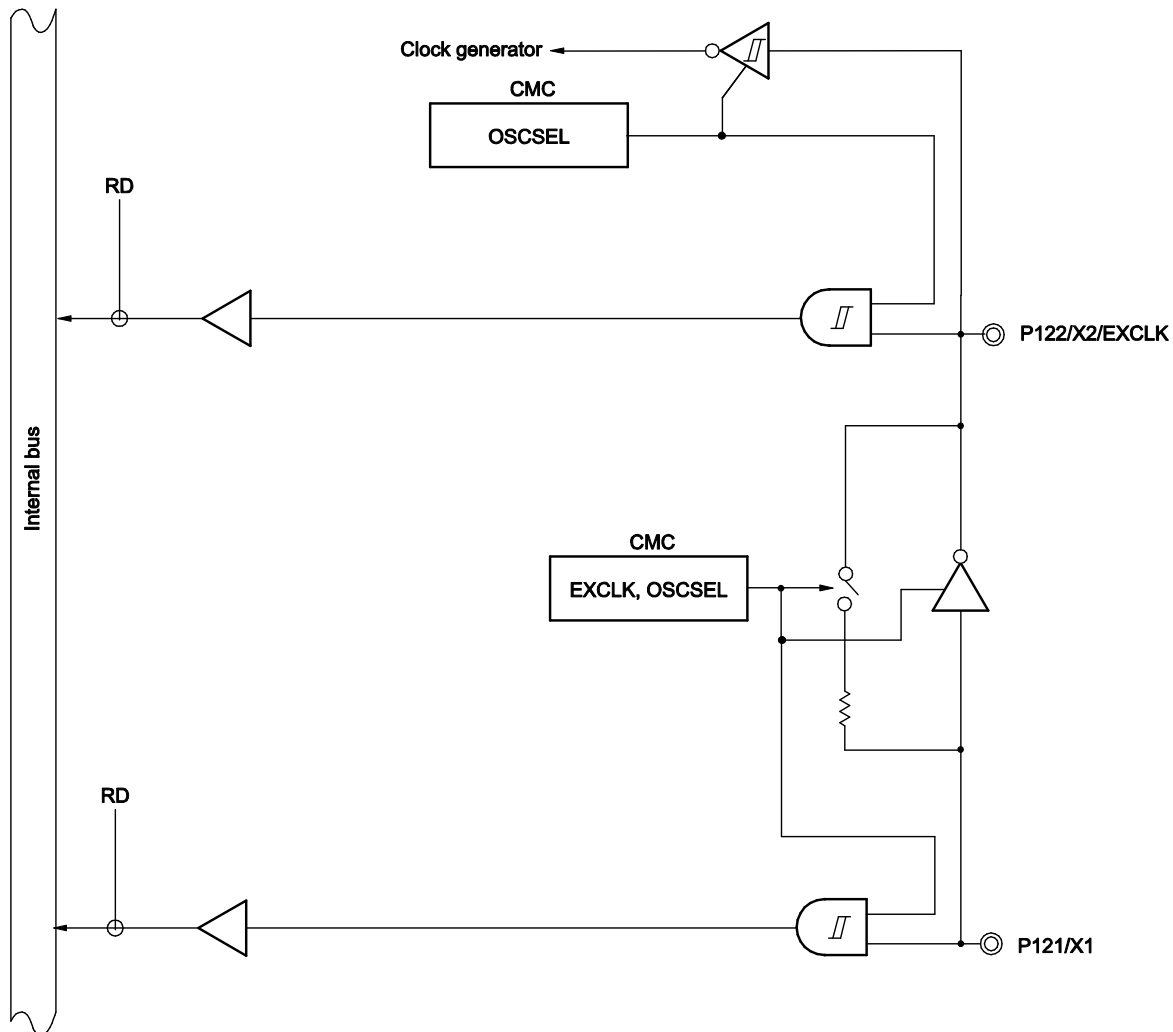 Clock generator
CMC
OSCSEL
RD
P122/X2/EXCLK
Internal bus
CMC
EXCLK, OSCSEL
RD
P121/X1